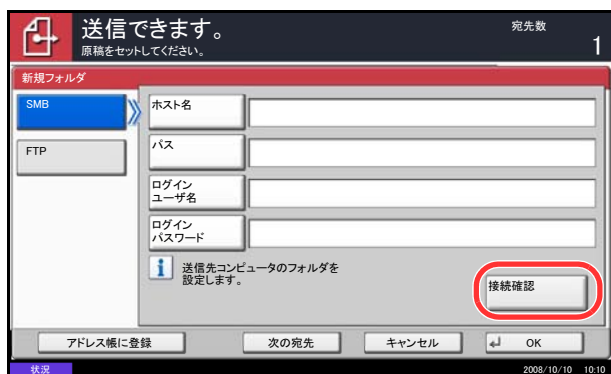 送信できます。
原稿をセットしてください。
宛先数
1
新規フォルダ
SMB
FTP
ホスト名
パス
ログイン
ユーザ名
ログイン
パスワード
送信先コンピュータのフォルダを
設定します。
接続確認
アドレス帳に登録
次の宛先
キャンセル
OK
状況
2008/10/10 10:10